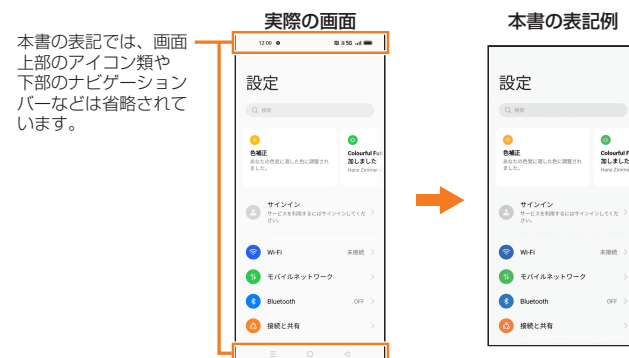 実際の画面
本書の表記例
本書の表記では、画面
上部のアイコン類や
下部のナビゲーション
バーなどは省略されて
います。
12:00
5G
設定
検索
色補正
あなたの色覚に適した色に調整され
ました。
Colourful Fut
加しました
Hans Zimmer
サインイン
サービスを利用するにはサインインしてくだ
さい。
Wi-Fi 未接続
モバイルネットワーク
Bluetooth OFF
接続と共有
設定
検索
色補正
あなたの色覚に適した色に調整され
ました。
Colourful F
加しました
Hans Zimme
サインイン
サービスを利用するにはサインインしてくだ
さい。
Wi-Fi 未接続
モバイルネットワーク
Bluetooth OFF
接続と共有